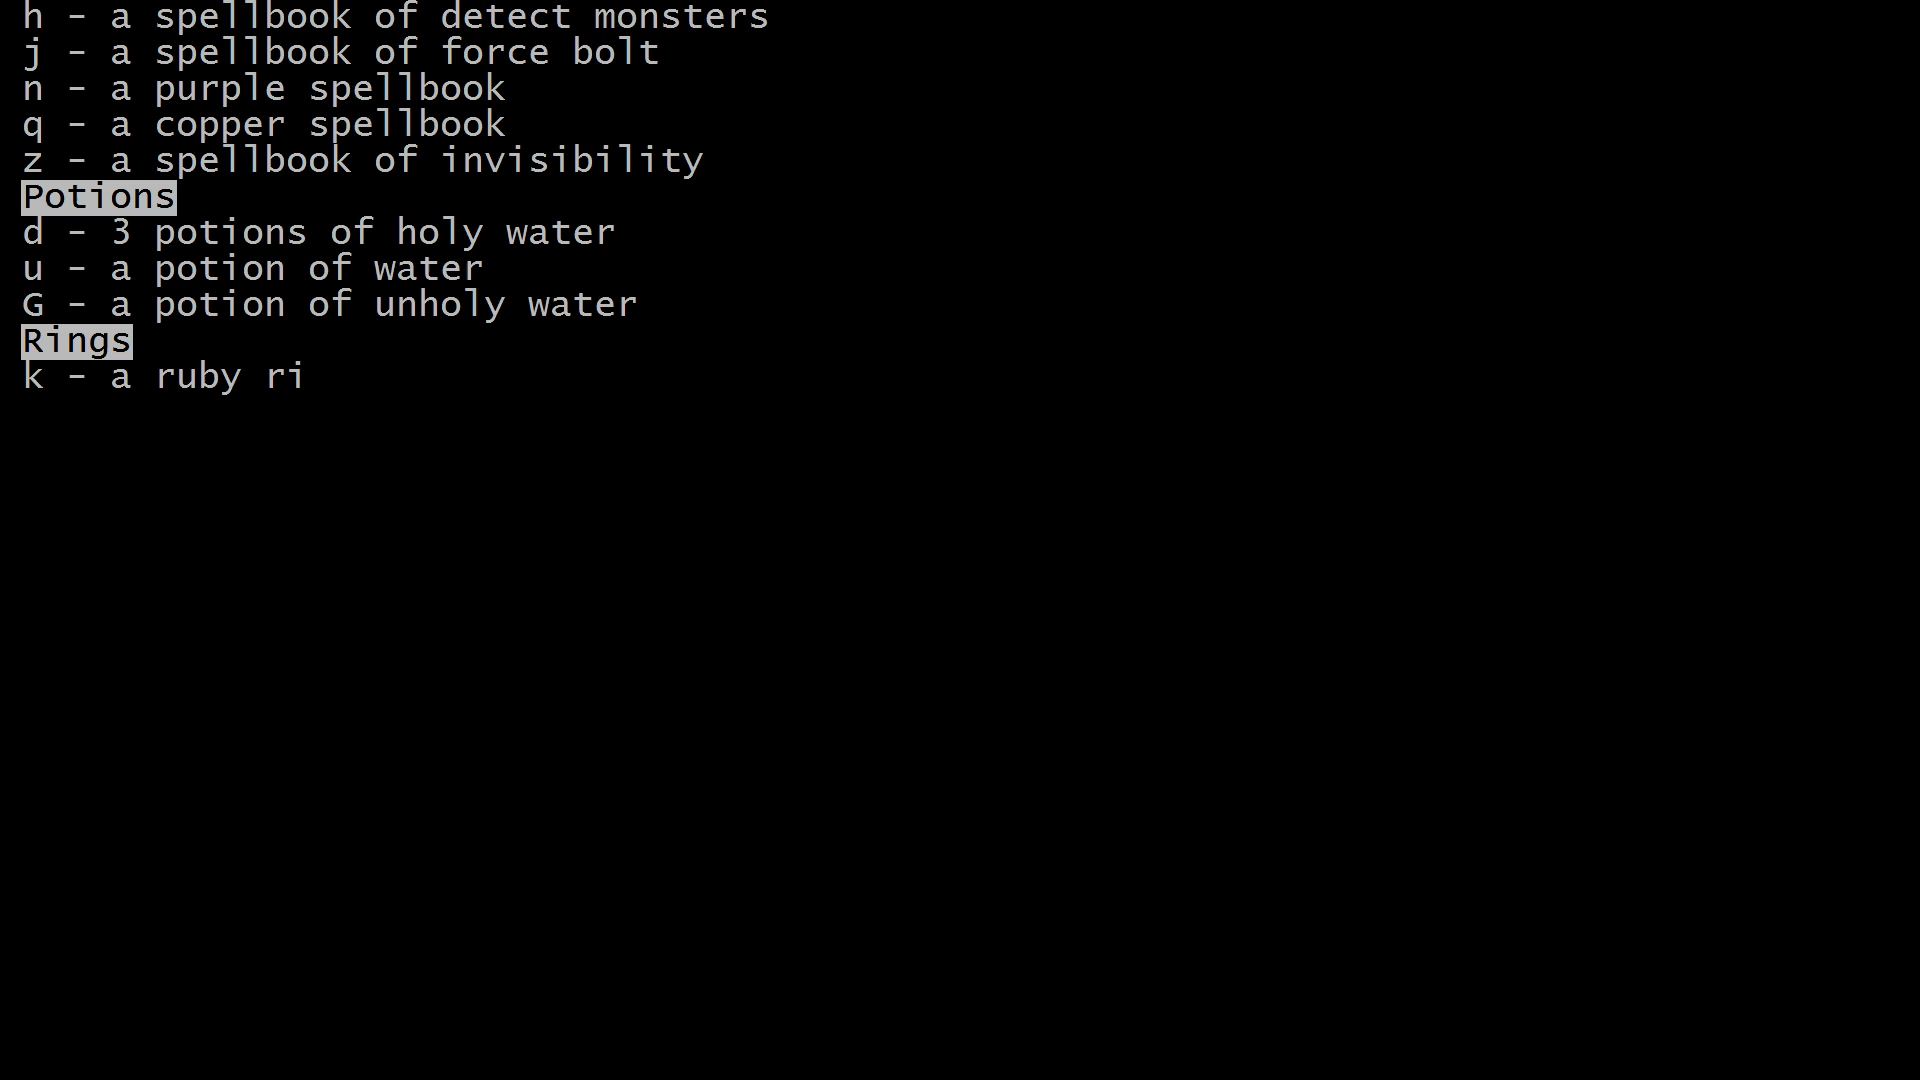 h - a spellbook of detect monsters
j - a spellbook of force bolt
n - a purple spellbook
q - a copper spellbook
z - a spellbook of invisibility
Potions
d - 3 potions of holy water
u - a potion of water
G - a potion of unholy water
Rings
k - a ruby ri